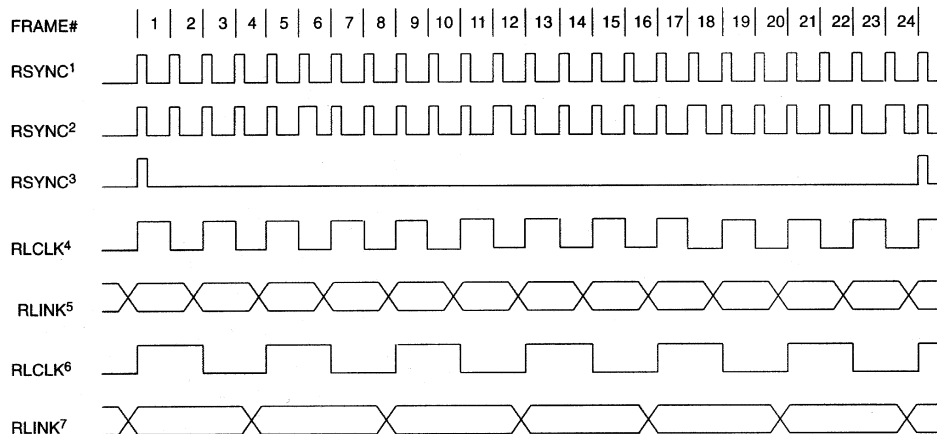 FRAME# 1 2 3 4 5 6 7 8 9 10 11 12 13 14 15 16 17 18 19 20 21 22 23 24
RSYNC¹
RSYNC²
RSYNC³
RLCLK⁴
RLINK⁵
RLCLK⁶
RLINK⁷